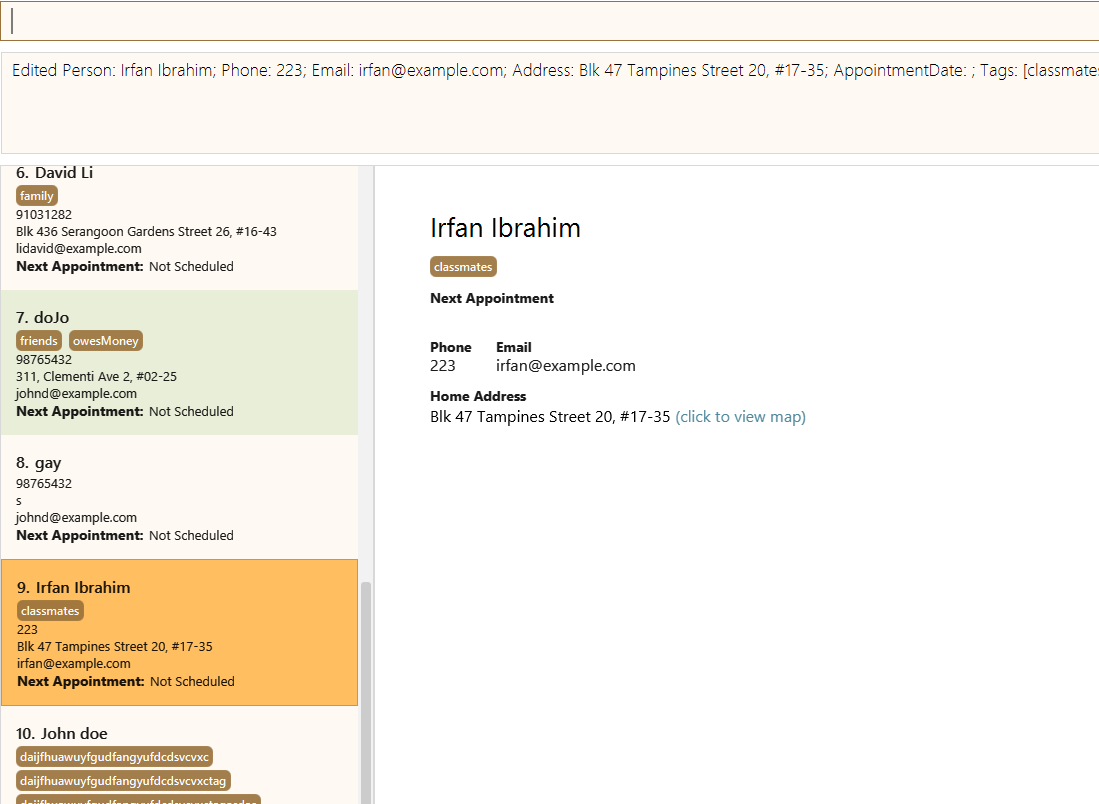 Edited Person: Irfan Ibrahim; Phone: 223; Email: irfan@example.com; Address: Blk 47 Tampines Street 20, #17-35; AppointmentDate: ; Tags: [classmates
6. David Li
family
91031282
Blk 436 Serangoon Gardens Street 26, #16-43
lidavid@example.com
Next Appointment: Not Scheduled
7. doJo
friends owesMoney
98765432
311, Clementi Ave 2, #02-25
johnd@example.com
Next Appointment: Not Scheduled
8. gay
98765432
s
johnd@example.com
Next Appointment: Not Scheduled
9. Irfan Ibrahim
classmates
223
Blk 47 Tampines Street 20, #17-35
irfan@example.com
Next Appointment: Not Scheduled
10. John doe
daijfhuawuyfgudfangyufdcdsvcvxc
daijfhuawuyfgudfangyufdcdsvcvxctag
Irfan Ibrahim
classmates
Next Appointment
Phone Email
223 irfan@example.com
Home Address
Blk 47 Tampines Street 20, #17-35 (click to view map)